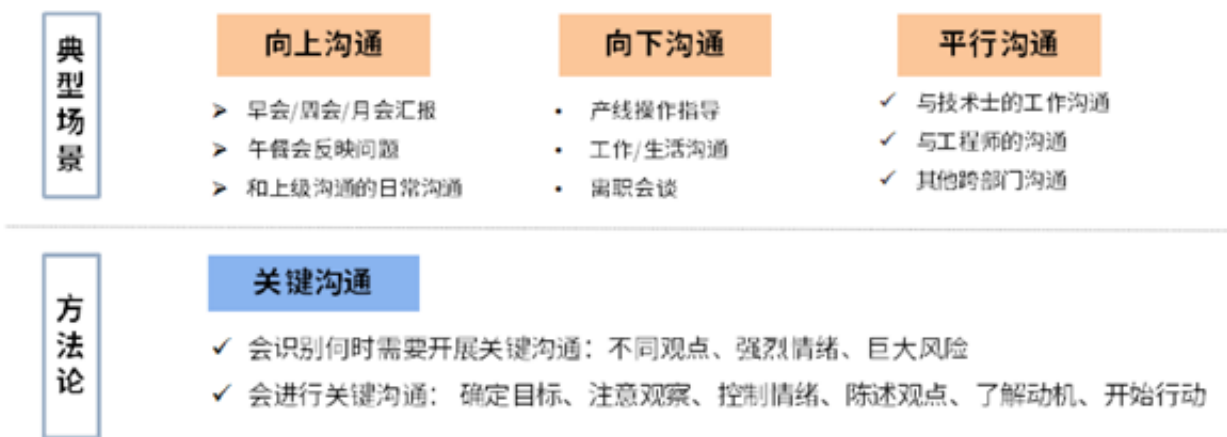 典型场景
向上沟通
向下沟通
平行沟通
➤ 早会/周会/月会汇报
➤ 午餐会反映问题
➤ 和上级沟通的日常沟通
• 产线操作指导
• 工作/生活沟通
• 离职会谈
✓ 与技术士的工作沟通
✓ 与工程师的沟通
✓ 其他跨部门沟通
方法论
关键沟通
✓ 会识别何时需要开展关键沟通：不同观点、强烈情绪、巨大风险
✓ 会进行关键沟通： 确定目标、注意观察、控制情绪、陈述观点、了解动机、开始行动